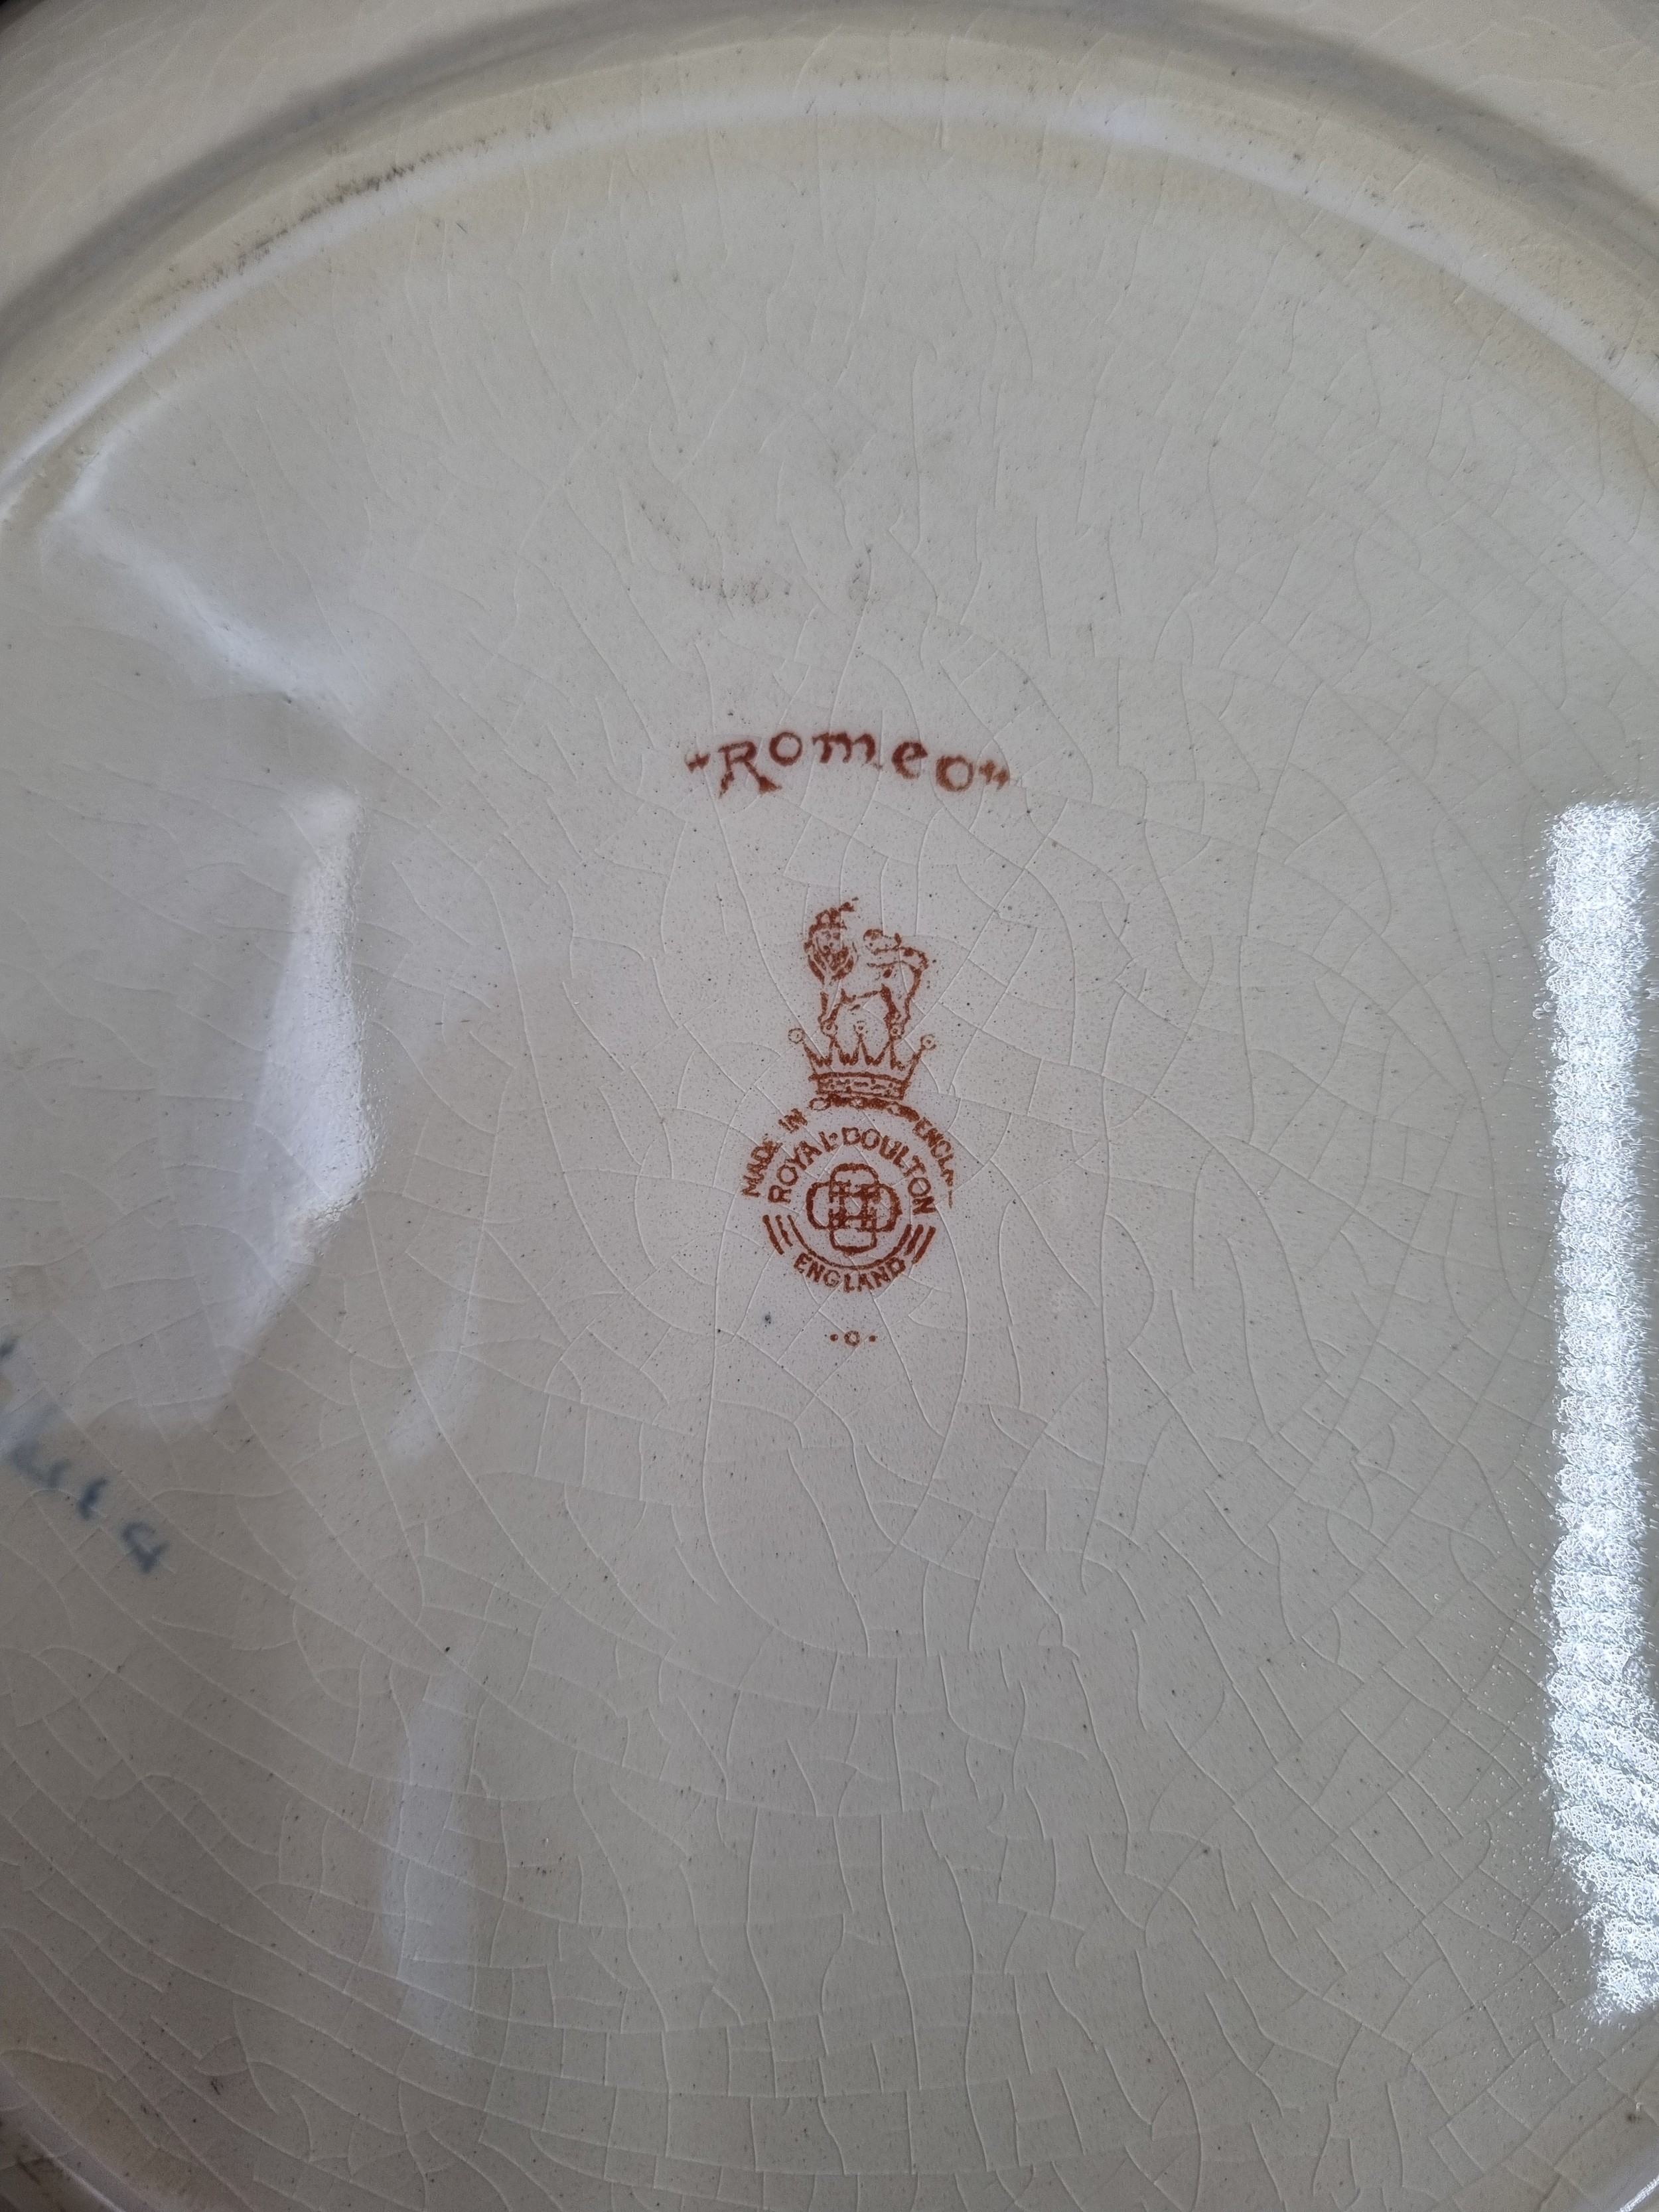 "Romeo"
MADE IN ENGLAND
ROYAL DOULTON
ENGLAND